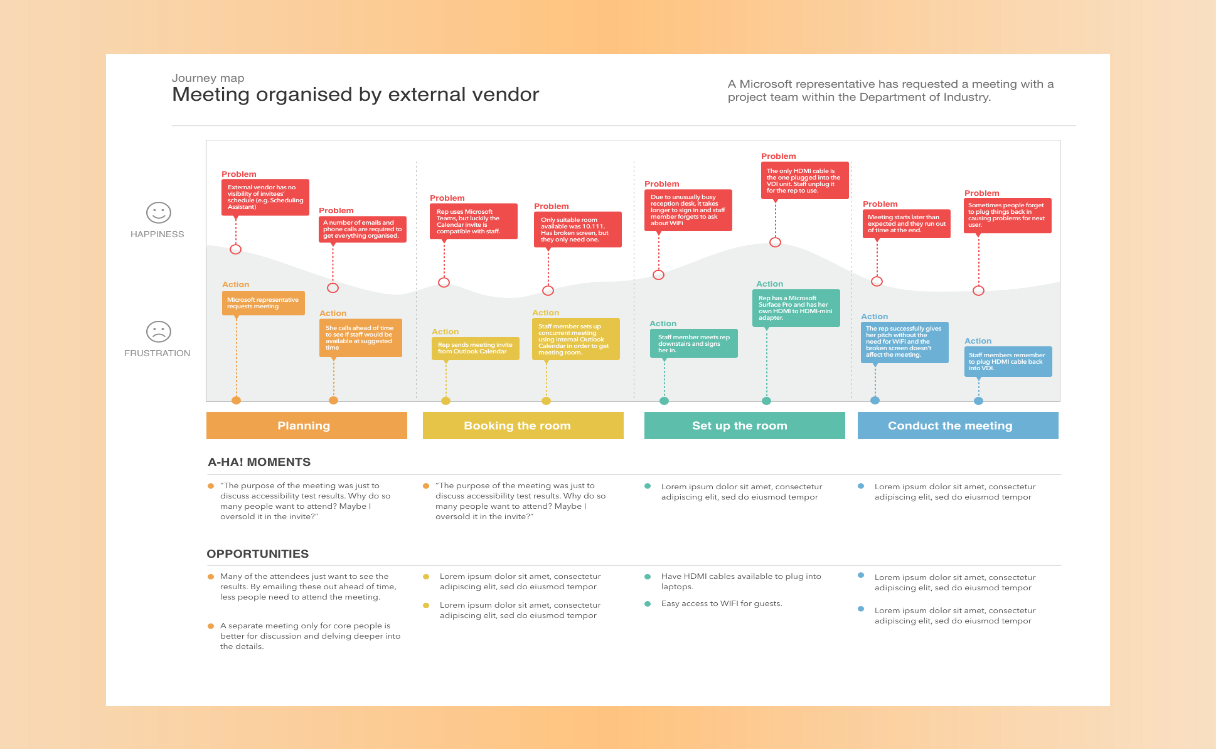 Journey map
Meeting organised by external vendor
A Microsoft representative has requested a meeting with a
project team within the Department of Industry.
HAPPINESS
FRUSTRATION
Problem
External vendor has no
visibility of invitees'
schedule (e.g. Scheduling
Assistant)
Problem
A number of emails and
phone calls are required to
get everything organised.
Problem
Rep uses Microsoft
Teams, but luckily the
Calendar invite is
compatible with staff.
Problem
Only suitable room
available was 10.111.
Has broken screen, but
they only need one.
Problem
Due to unusually busy
reception desk, it takes
longer to sign in and staff
member forgets to ask
about WiFi
Problem
The only HDMI cable is
the one plugged into the
VDI unit. Staff unplug it
for the rep to use.
Problem
Meeting starts later than
expected and they run out
of time at the end.
Problem
Sometimes people forget
to plug things back in
causing problems for next
user.
Action
Microsoft representative
requests meeting
Action
She calls ahead of time
to see if staff would be
available at suggested
time
Action
Rep sends meeting invite
from Outlook Calendar
Action
Staff member sets up
concurrent meeting
using internal Outlook
Calendar in order to get
meeting room.
Action
Staff member meets rep
downstairs and signs
her in.
Action
Rep has a Microsoft
Surface Pro and has her
own HDMI to HDMI-mini
adapter.
Action
The rep successfully gives
her pitch without the
need for WiFi and the
broken screen doesn't
affect the meeting.
Action
Staff members remember
to plug HDMI cable back
into VDI.
Planning
Booking the room
Set up the room
Conduct the meeting
A-HA! MOMENTS
"The purpose of the meeting was just to
discuss accessibility test results. Why do so
many people want to attend? Maybe I
oversold it in the invite?"
"The purpose of the meeting was just to
discuss accessibility test results. Why do so
many people want to attend? Maybe I
oversold it in the invite?"
Lorem ipsum dolor sit amet, consectetur
adipiscing elit, sed do eiusmod tempor
Lorem ipsum dolor sit amet, consectetur
adipiscing elit, sed do eiusmod tempor
OPPORTUNITIES
Many of the attendees just want to see the
results. By emailing these out ahead of time,
less people need to attend the meeting.
A separate meeting only for core people is
better for discussion and delving deeper into
the details.
Lorem ipsum dolor sit amet, consectetur
adipiscing elit, sed do eiusmod tempor
Lorem ipsum dolor sit amet, consectetur
adipiscing elit, sed do eiusmod tempor
Have HDMI cables available to plug into
laptops.
Easy access to WIFI for guests.
Lorem ipsum dolor sit amet, consectetur
adipiscing elit, sed do eiusmod tempor
Lorem ipsum dolor sit amet, consectetur
adipiscing elit, sed do eiusmod tempor